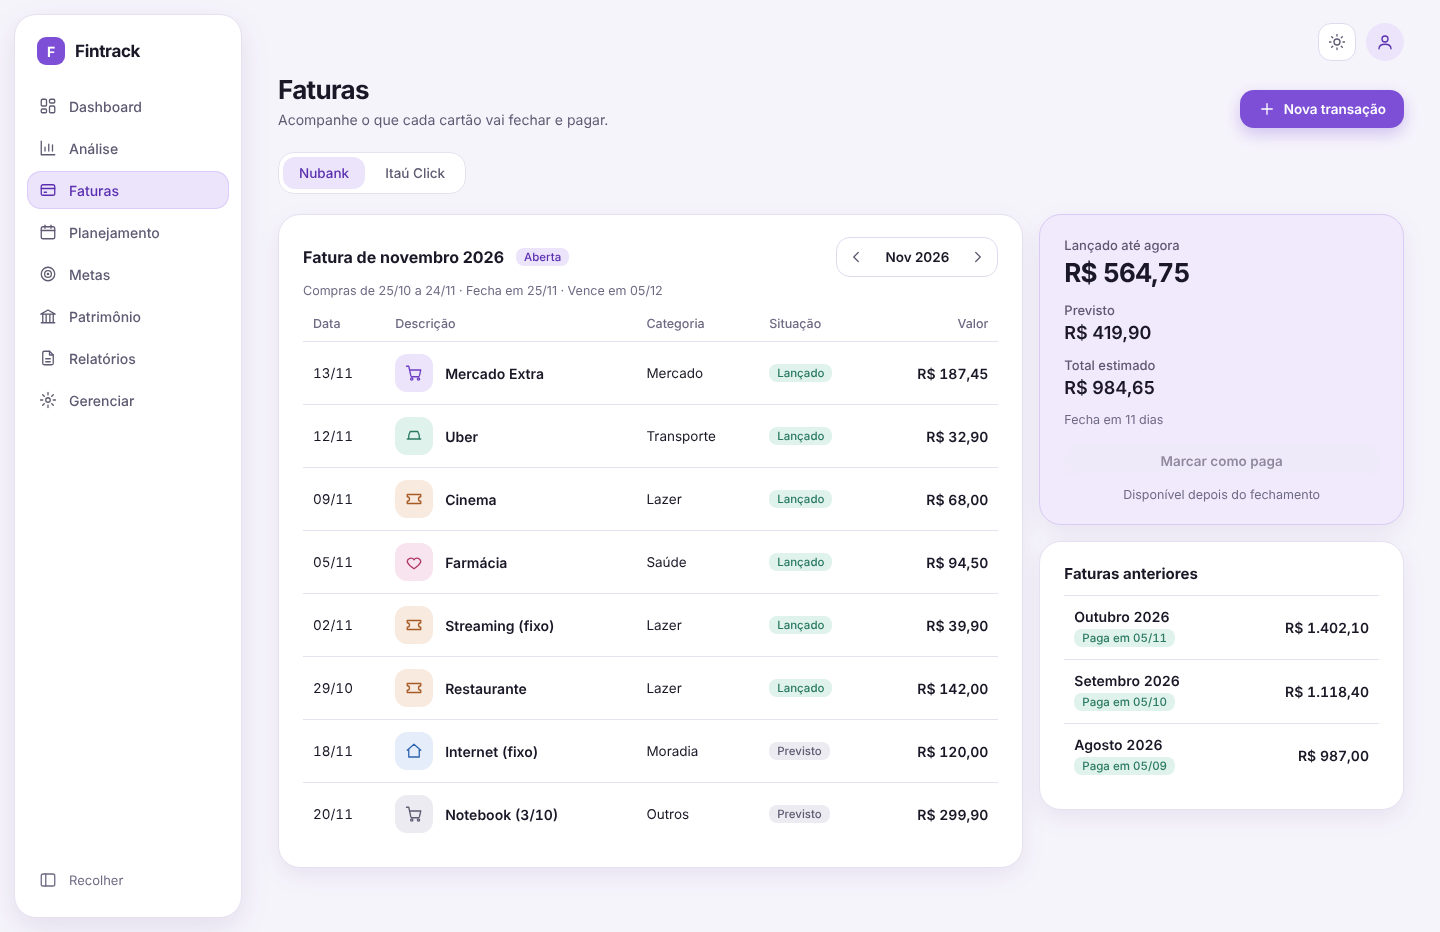 F Fintrack
Dashboard
Análise
Faturas
Planejamento
Metas
Patrimônio
Relatórios
Gerenciar
Recolher
Faturas
Acompanhe o que cada cartão vai fechar e pagar.
Nova transação
Nubank Itaú Click
Fatura de novembro 2026 Aberta Nov 2026
Compras de 25/10 a 24/11 · Fecha em 25/11 · Vence em 05/12
Data Descrição Categoria Situação Valor
13/11 Mercado Extra Mercado Lançado R$ 187,45
12/11 Uber Transporte Lançado R$ 32,90
09/11 Cinema Lazer Lançado R$ 68,00
05/11 Farmácia Saúde Lançado R$ 94,50
02/11 Streaming (fixo) Lazer Lançado R$ 39,90
29/10 Restaurante Lazer Lançado R$ 142,00
18/11 Internet (fixo) Moradia Previsto R$ 120,00
20/11 Notebook (3/10) Outros Previsto R$ 299,90
Lançado até agora
R$ 564,75
Previsto
R$ 419,90
Total estimado
R$ 984,65
Fecha em 11 dias
Marcar como paga
Disponível depois do fechamento
Faturas anteriores
Outubro 2026
Paga em 05/11
R$ 1.402,10
Setembro 2026
Paga em 05/10
R$ 1.118,40
Agosto 2026
Paga em 05/09
R$ 987,00